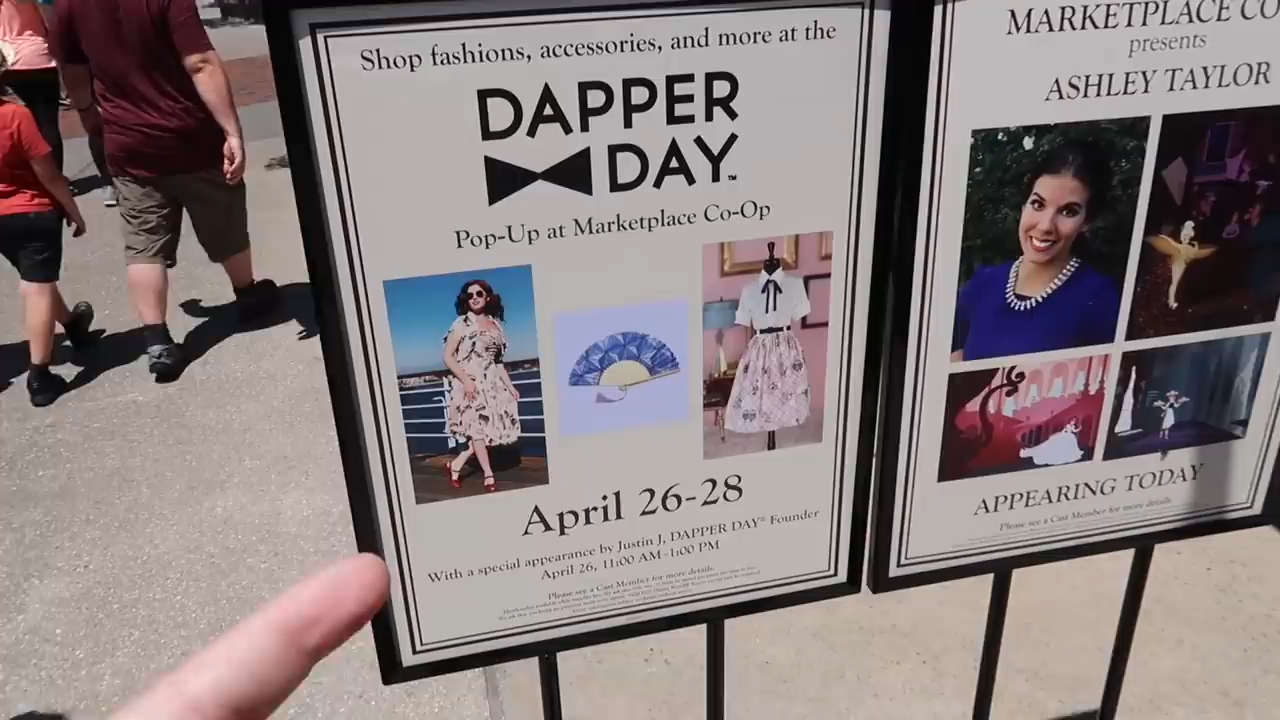 Shop fashions, accessories, and more at the
DAPPER
DAY™
Pop-Up at Marketplace Co-Op
April 26-28
With a special appearance by Justin J, DAPPER DAY® Founder
April 26, 11:00 AM-1:00 PM
Please see a Cast Member for more details.
MARKETPLACE CO
presents
ASHLEY TAYLOR
APPEARING TODAY
Please see a Cast Member for more details